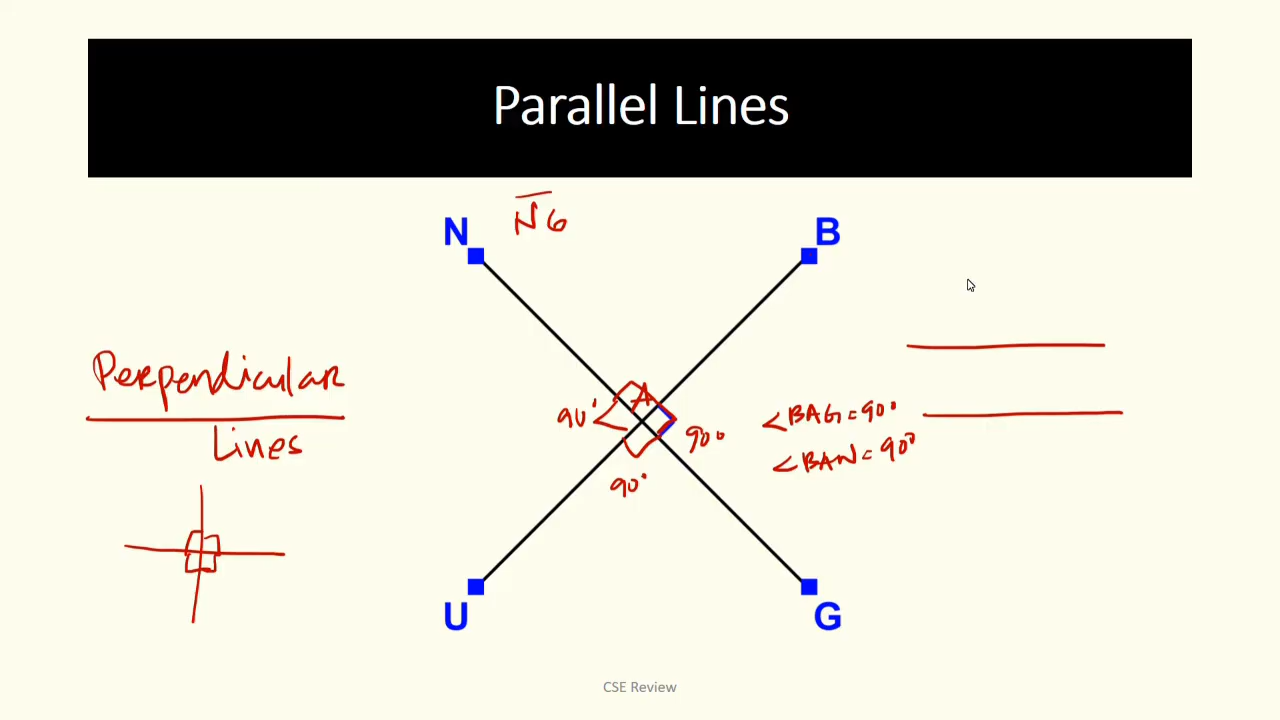 Parallel Lines
N
NG
B
Perpendicular
Lines
A
90°
90°
90°
<BAG=90°
<BAN=90°
U
G
CSE Review